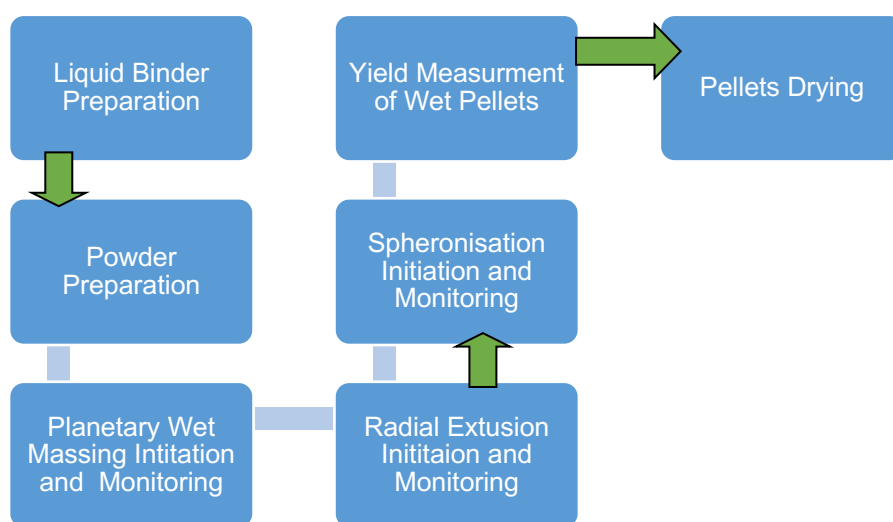 Liquid Binder
Preparation
Powder
Preparation
Planetary Wet
Massing Intitation
and Monitoring
Radial Extusion
Inititaion and
Monitoring
Spheronisation
Initiation and
Monitoring
Yield Measurment
of Wet Pellets
Pellets Drying